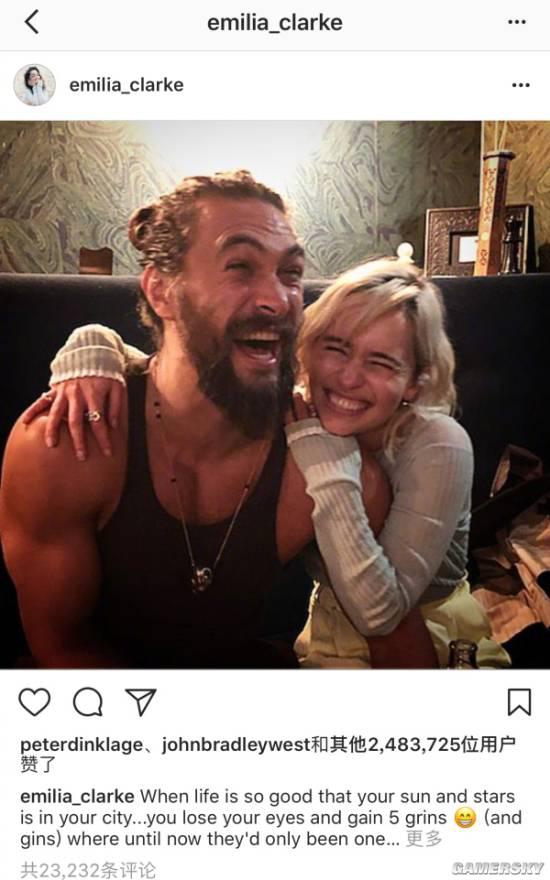 emilia_clarke
emilia_clarke
peterdinklage、johnbradleywest和其他2,483,725位用户
赞了
emilia_clarke When life is so good that your sun and stars
is in your city...you lose your eyes and gain 5 grins 😁 (and
gins) where until now they'd only been one... 更多
共23,232条评论
GAMERSKY